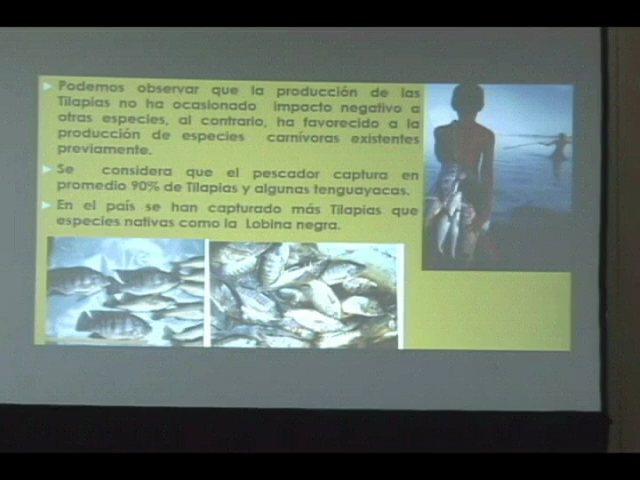 Podemos observar que la producción de las
Tilapias no ha ocasionado impacto negativo a
otras especies, al contrario, ha favorecido a la
producción de especies carnívoras existentes
previamente.
Se considera que el pescador captura en
promedio 90% de Tilapias y algunas tenguayacas.
En el país se han capturado más Tilapias que
especies nativas como la Lobina negra.